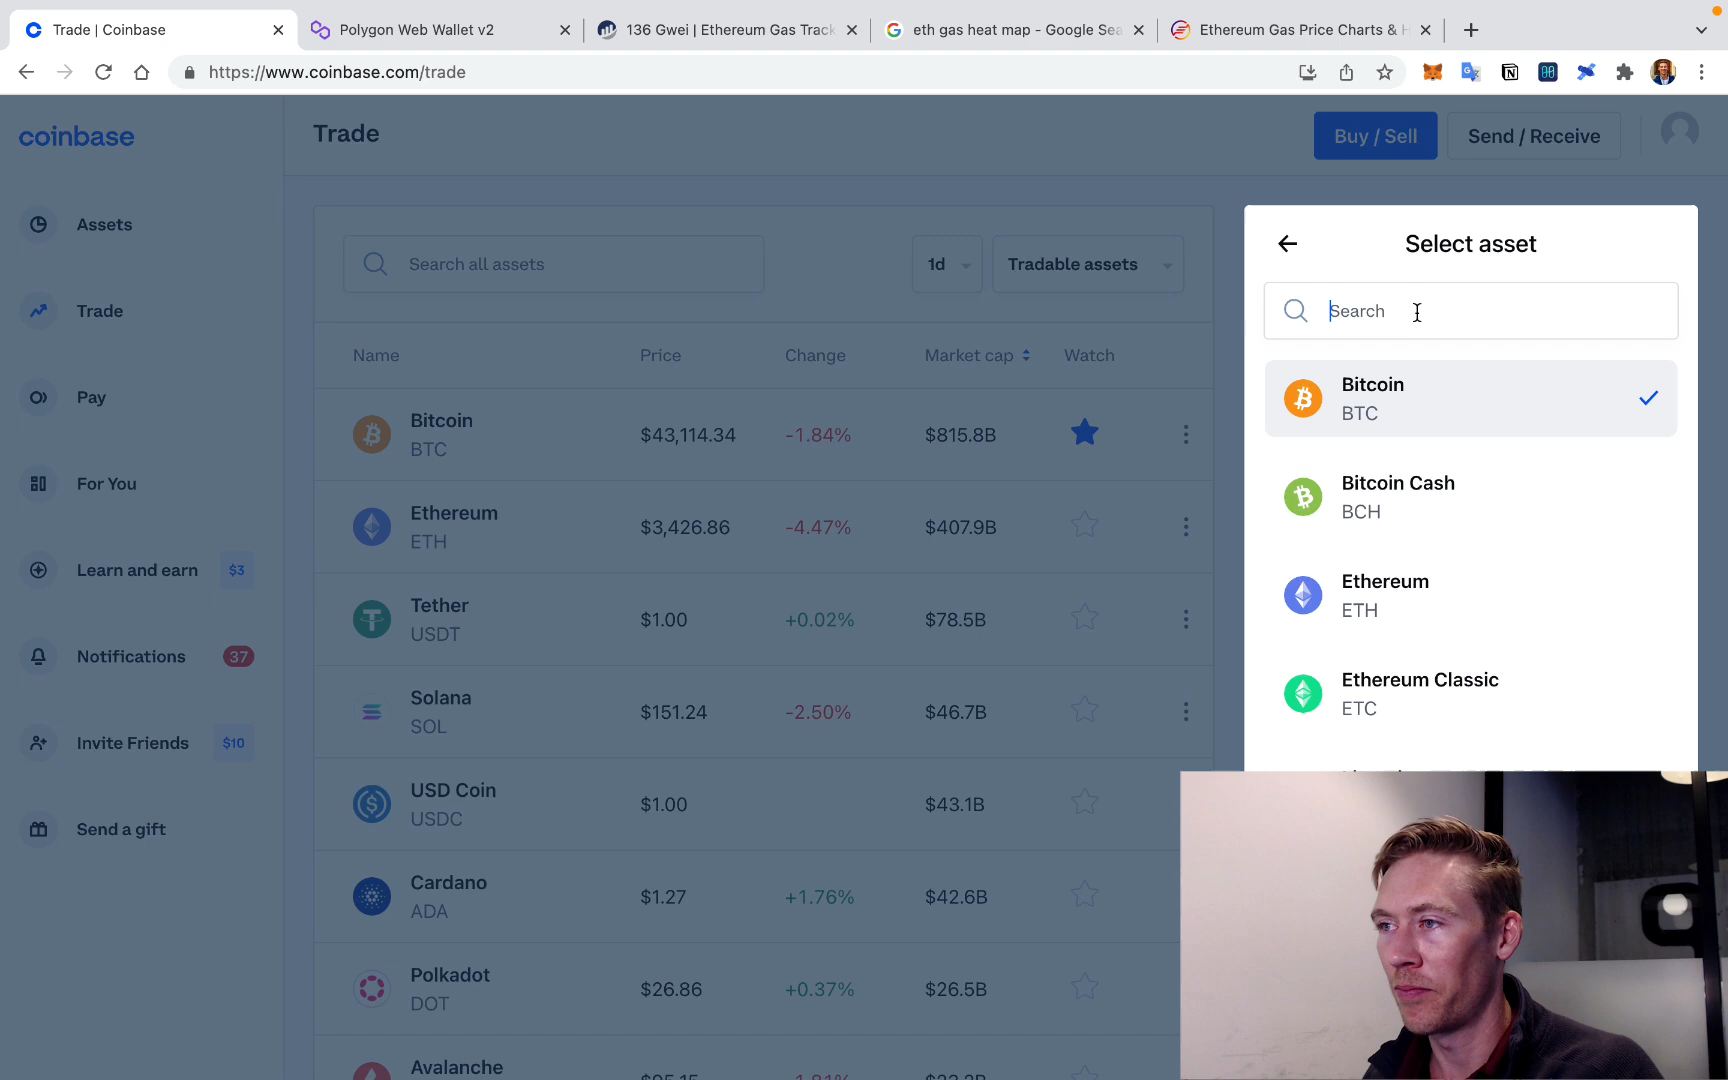 Trade | Coinbase
Polygon Web Wallet v2
136 Gwei | Ethereum Gas Track
eth gas heat map - Google Sea
Ethereum Gas Price Charts & H
https://www.coinbase.com/trade
coinbase
Trade
Buy / Sell
Send / Receive
Assets
Trade
Pay
For You
Learn and earn
$3
Notifications
37
Invite Friends
$10
Send a gift
Search all assets
1d
Tradable assets
Name
Price
Change
Market cap
Watch
Bitcoin
BTC
$43,114.34
-1.84%
$815.8B
Ethereum
ETH
$3,426.86
-4.47%
$407.9B
Tether
USDT
$1.00
+0.02%
$78.5B
Solana
SOL
$151.24
-2.50%
$46.7B
USD Coin
USDC
$1.00
$43.1B
Cardano
ADA
$1.27
+1.76%
$42.6B
Polkadot
DOT
$26.86
+0.37%
$26.5B
Avalanche
Select asset
Search
Bitcoin
BTC
Bitcoin Cash
BCH
Ethereum
ETH
Ethereum Classic
ETC